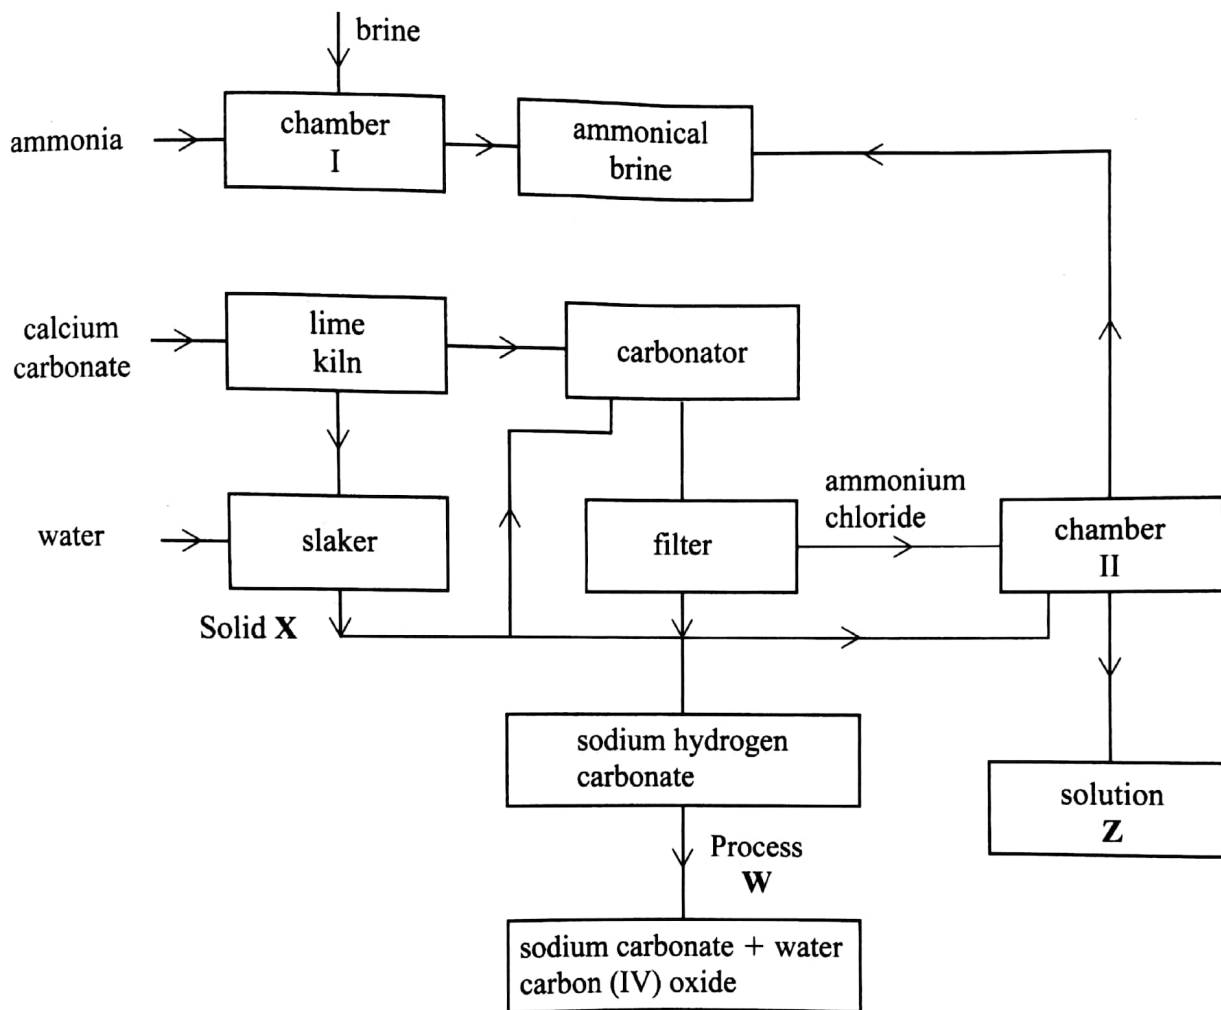 brine
ammonia
chamber
I
ammonical
brine
calcium
carbonate
lime
kiln
carbonator
water
slaker
filter
ammonium
chloride
chamber
II
Solid X
sodium hydrogen
carbonate
solution
Z
Process
W
sodium carbonate + water
carbon (IV) oxide